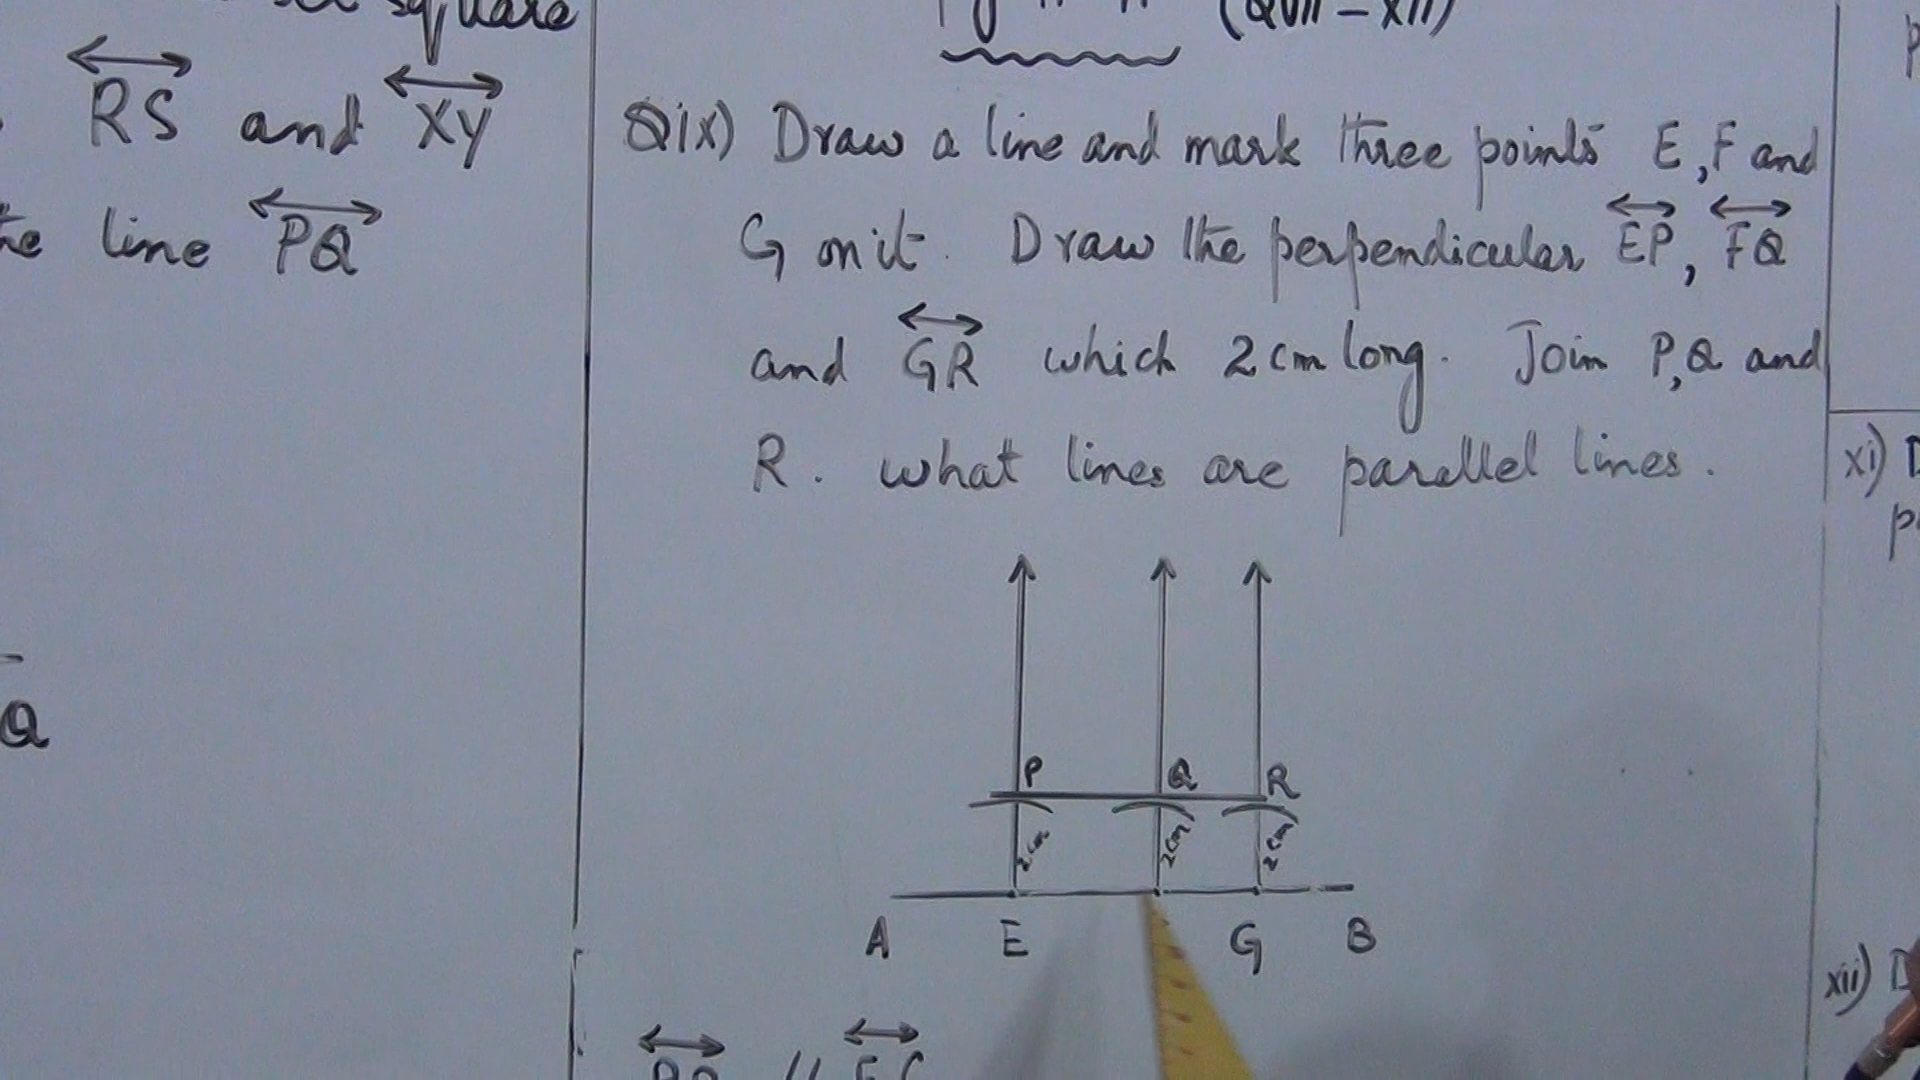 square
RS and XY
the line PQ
Q
(QVII - XII)
Qix) Draw a line and mark three points E, F and
G on it. Draw the perpendicular EP, FQ
and GR which 2 cm long. Join P, Q and
R. what lines are parallel lines.
P Q R
2cm 2cm 2cm
A E G B
xi) D
xii) D